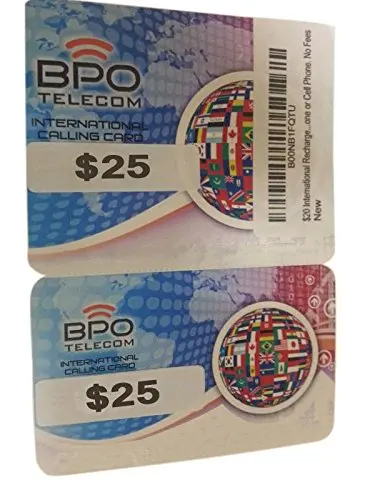 BPO
TELECOM
INTERNATIONAL
CALLING CARD
$25
B00NB1FOTU
$20 International Recharge...one or Cell Phone. No Fees
New
BPO
TELECOM
INTERNATIONAL
CALLING CARD
$25